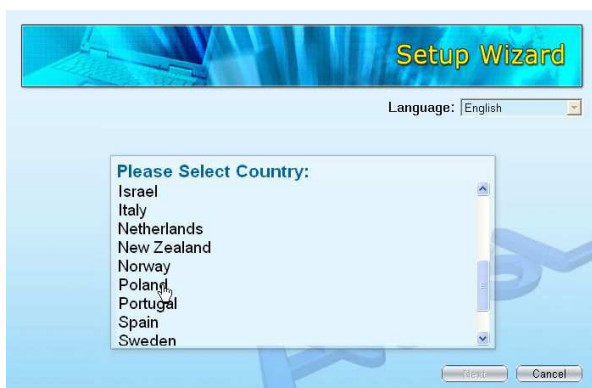 Setup Wizard
Language: English
Please Select Country:
Israel
Italy
Netherlands
New Zealand
Norway
Poland
Portugal
Spain
Sweden
Next Cancel